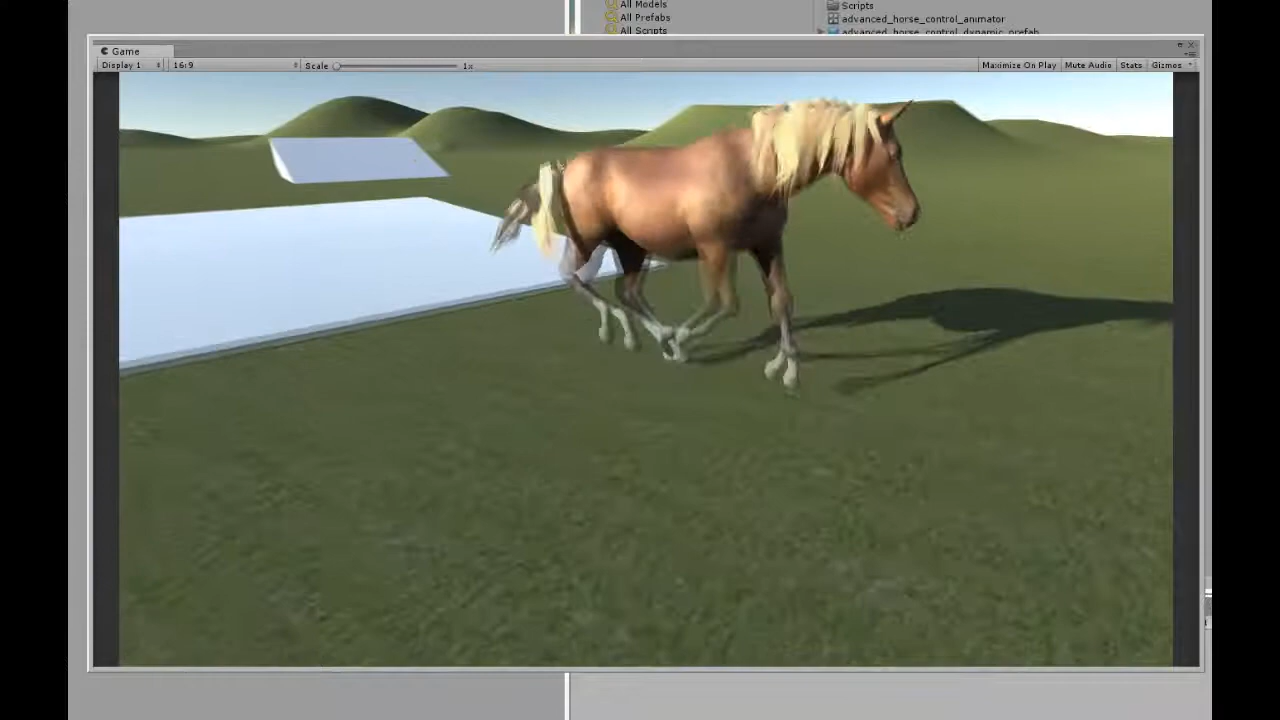 All Models
All Prefabs
All Scripts
Scripts
advanced_horse_control_animator
advanced_horse_control_dynamic_prefab
Game
Display 1
16:9
Scale
1x
Maximize On Play
Mute Audio
Stats
Gizmos